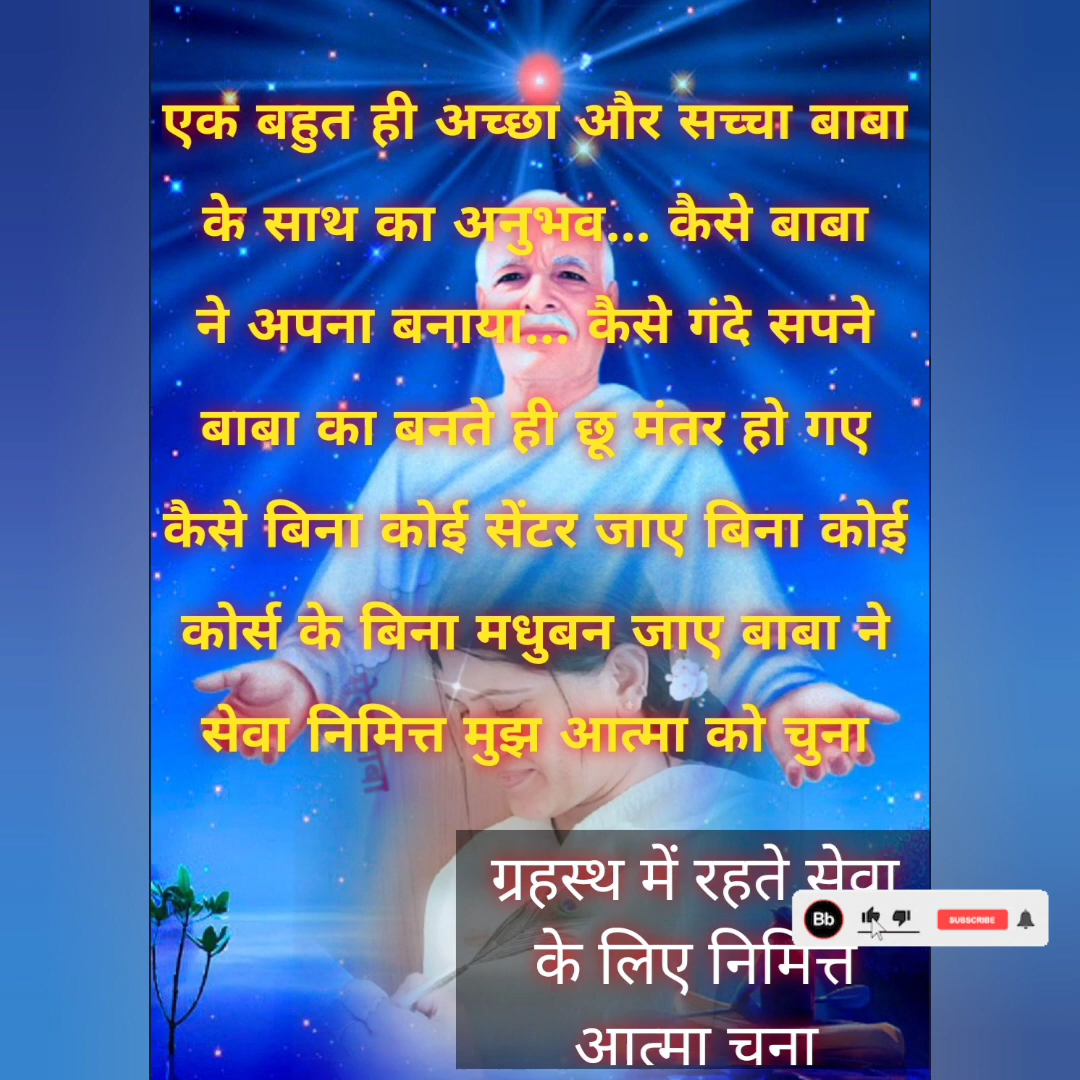 एक बहुत ही अच्छा और सच्चा बाबा
के साथ का अनुभव... कैसे बाबा
ने अपना बनाया... कैसे गंदे सपने
बाबा का बनते ही छू मंतर हो गए
कैसे बिना कोई सेंटर जाए बिना कोई
कोर्स के बिना मधुबन जाए बाबा ने
सेवा निमित्त मुझ आत्मा को चुना
ग्रहस्थ में रहते सेवा
के लिए निमित्त
आत्मा चुना
Bb
SUBSCRIBE